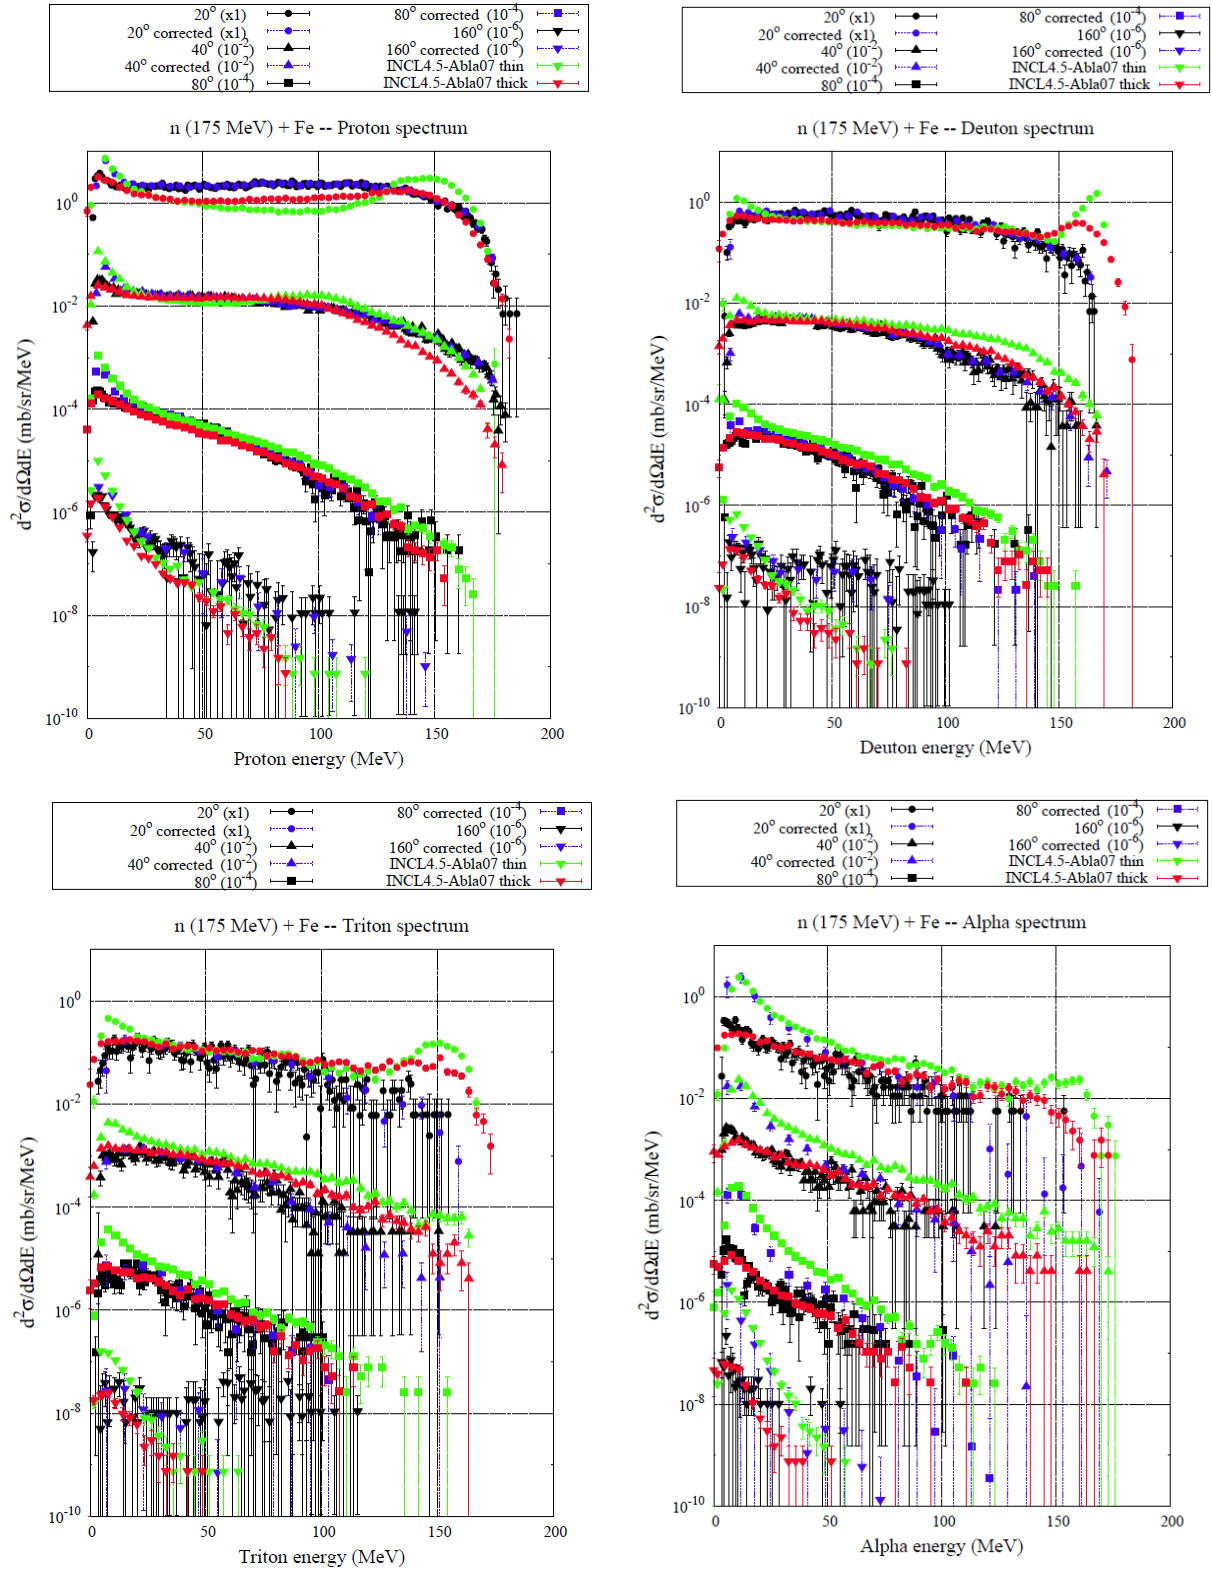 20° (x1)
20° corrected (x1)
40° (10^-2)
40° corrected (10^-2)
80° (10^-4)
80° corrected (10^-4)
160° (10^-6)
160° corrected (10^-6)
INCL4.5-Abla07 thin
INCL4.5-Abla07 thick
n (175 MeV) + Fe -- Proton spectrum
d²σ/dΩdE (mb/sr/MeV)
10^0
10^-2
10^-4
10^-6
10^-8
10^-10
0 50 100 150 200
Proton energy (MeV)
20° (x1)
20° corrected (x1)
40° (10^-2)
40° corrected (10^-2)
80° (10^-4)
80° corrected (10^-4)
160° (10^-6)
160° corrected (10^-6)
INCL4.5-Abla07 thin
INCL4.5-Abla07 thick
n (175 MeV) + Fe -- Deuton spectrum
d²σ/dΩdE (mb/sr/MeV)
10^0
10^-2
10^-4
10^-6
10^-8
10^-10
0 50 100 150 200
Deuton energy (MeV)
20° (x1)
20° corrected (x1)
40° (10^-2)
40° corrected (10^-2)
80° (10^-4)
80° corrected (10^-4)
160° (10^-6)
160° corrected (10^-6)
INCL4.5-Abla07 thin
INCL4.5-Abla07 thick
n (175 MeV) + Fe -- Triton spectrum
d²σ/dΩdE (mb/sr/MeV)
10^0
10^-2
10^-4
10^-6
10^-8
10^-10
0 50 100 150 200
Triton energy (MeV)
20° (x1)
20° corrected (x1)
40° (10^-2)
40° corrected (10^-2)
80° (10^-4)
80° corrected (10^-4)
160° (10^-6)
160° corrected (10^-6)
INCL4.5-Abla07 thin
INCL4.5-Abla07 thick
n (175 MeV) + Fe -- Alpha spectrum
d²σ/dΩdE (mb/sr/MeV)
10^0
10^-2
10^-4
10^-6
10^-8
10^-10
0 50 100 150 200
Alpha energy (MeV)